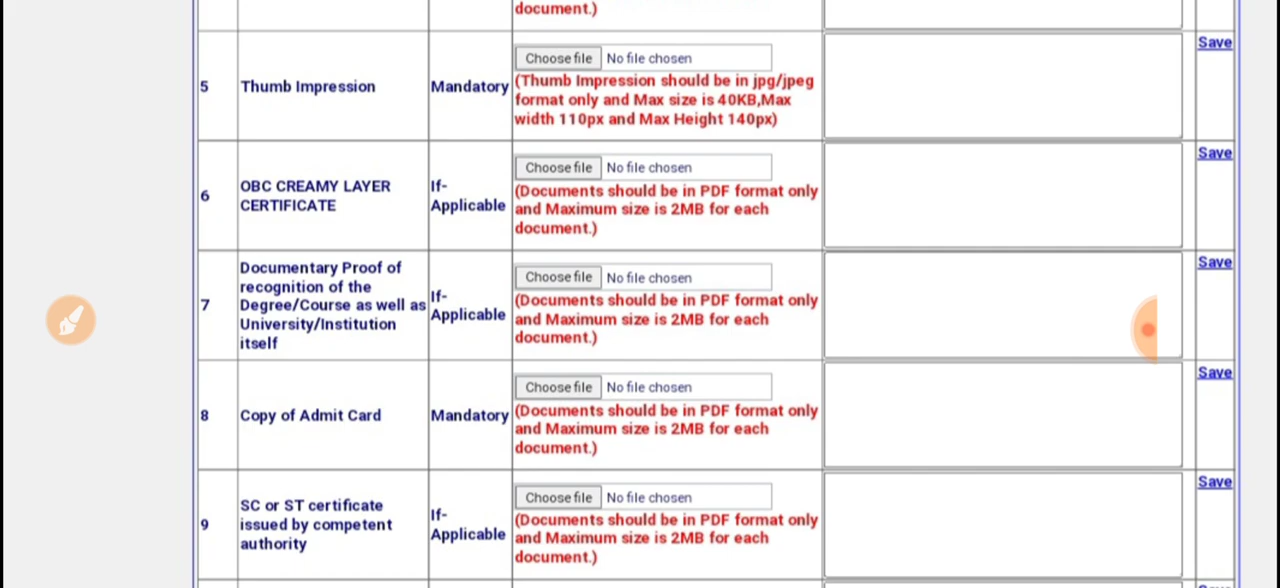 document.)
Save
Choose file No file chosen
5 Thumb Impression Mandatory (Thumb Impression should be in jpg/jpeg
format only and Max size is 40KB,Max
width 110px and Max Height 140px)
Save
Choose file No file chosen
6 OBC CREAMY LAYER
CERTIFICATE
If-
Applicable
(Documents should be in PDF format only
and Maximum size is 2MB for each
document.)
Save
Choose file No file chosen
7 Documentary Proof of
recognition of the
Degree/Course as well as
University/Institution
itself
If-
Applicable
(Documents should be in PDF format only
and Maximum size is 2MB for each
document.)
Save
Choose file No file chosen
8 Copy of Admit Card Mandatory (Documents should be in PDF format only
and Maximum size is 2MB for each
document.)
Save
Choose file No file chosen
9 SC or ST certificate
issued by competent
authority
If-
Applicable
(Documents should be in PDF format only
and Maximum size is 2MB for each
document.)